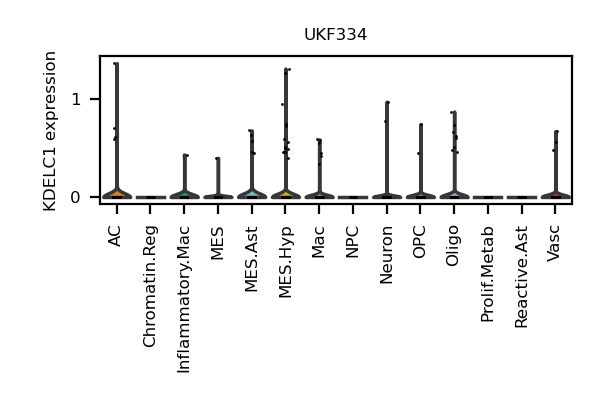 UKF334
KDELC1 expression
1
0
AC
Chromatin.Reg
Inflammatory.Mac
MES
MES.Ast
MES.Hyp
Mac
NPC
Neuron
OPC
Oligo
Prolif.Metab
Reactive.Ast
Vasc